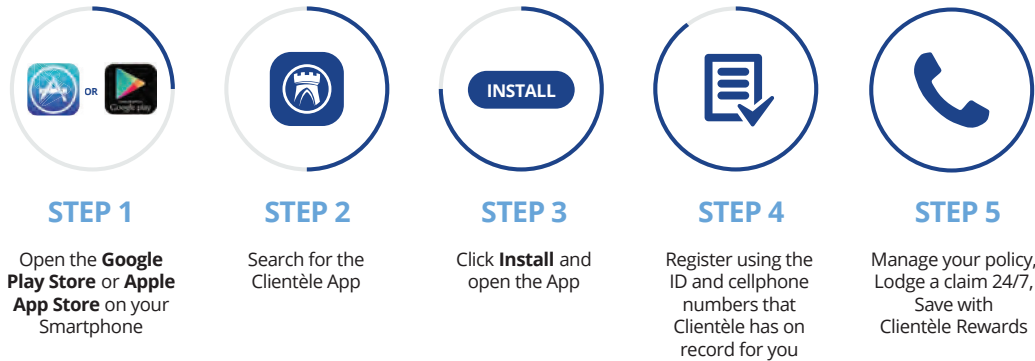 OR
Google play
INSTALL
STEP 1
Open the Google
Play Store or Apple
App Store on your
Smartphone
STEP 2
Search for the
Clientèle App
STEP 3
Click Install and
open the App
STEP 4
Register using the
ID and cellphone
numbers that
Clientèle has on
record for you
STEP 5
Manage your policy,
Lodge a claim 24/7,
Save with
Clientèle Rewards